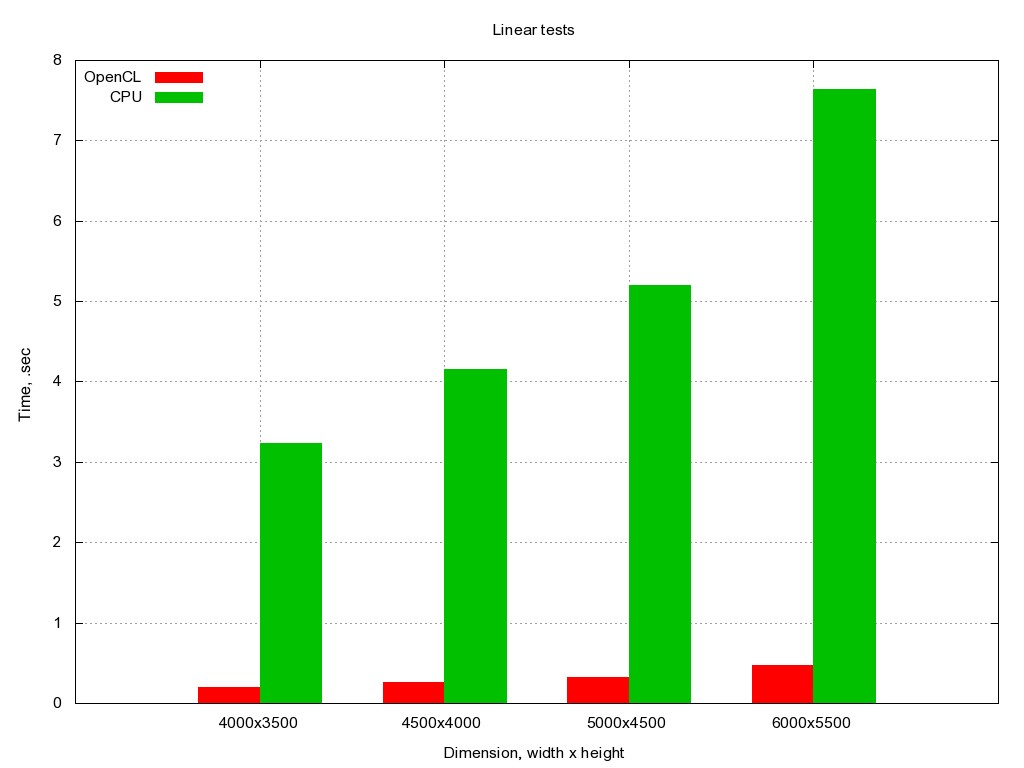 Linear tests
8
OpenCL
CPU
7
6
5
4
3
2
1
0
Time, .sec
4000x3500 4500x4000 5000x4500 6000x5500
Dimension, width x height